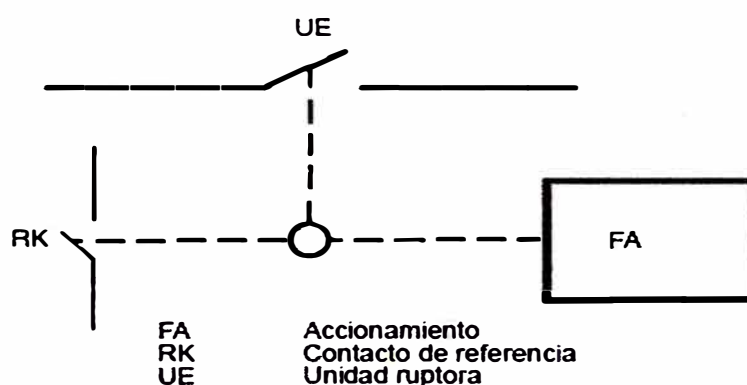 UE
RK
FA
FA Accionamiento
RK Contacto de referencia
UE Unidad ruptora